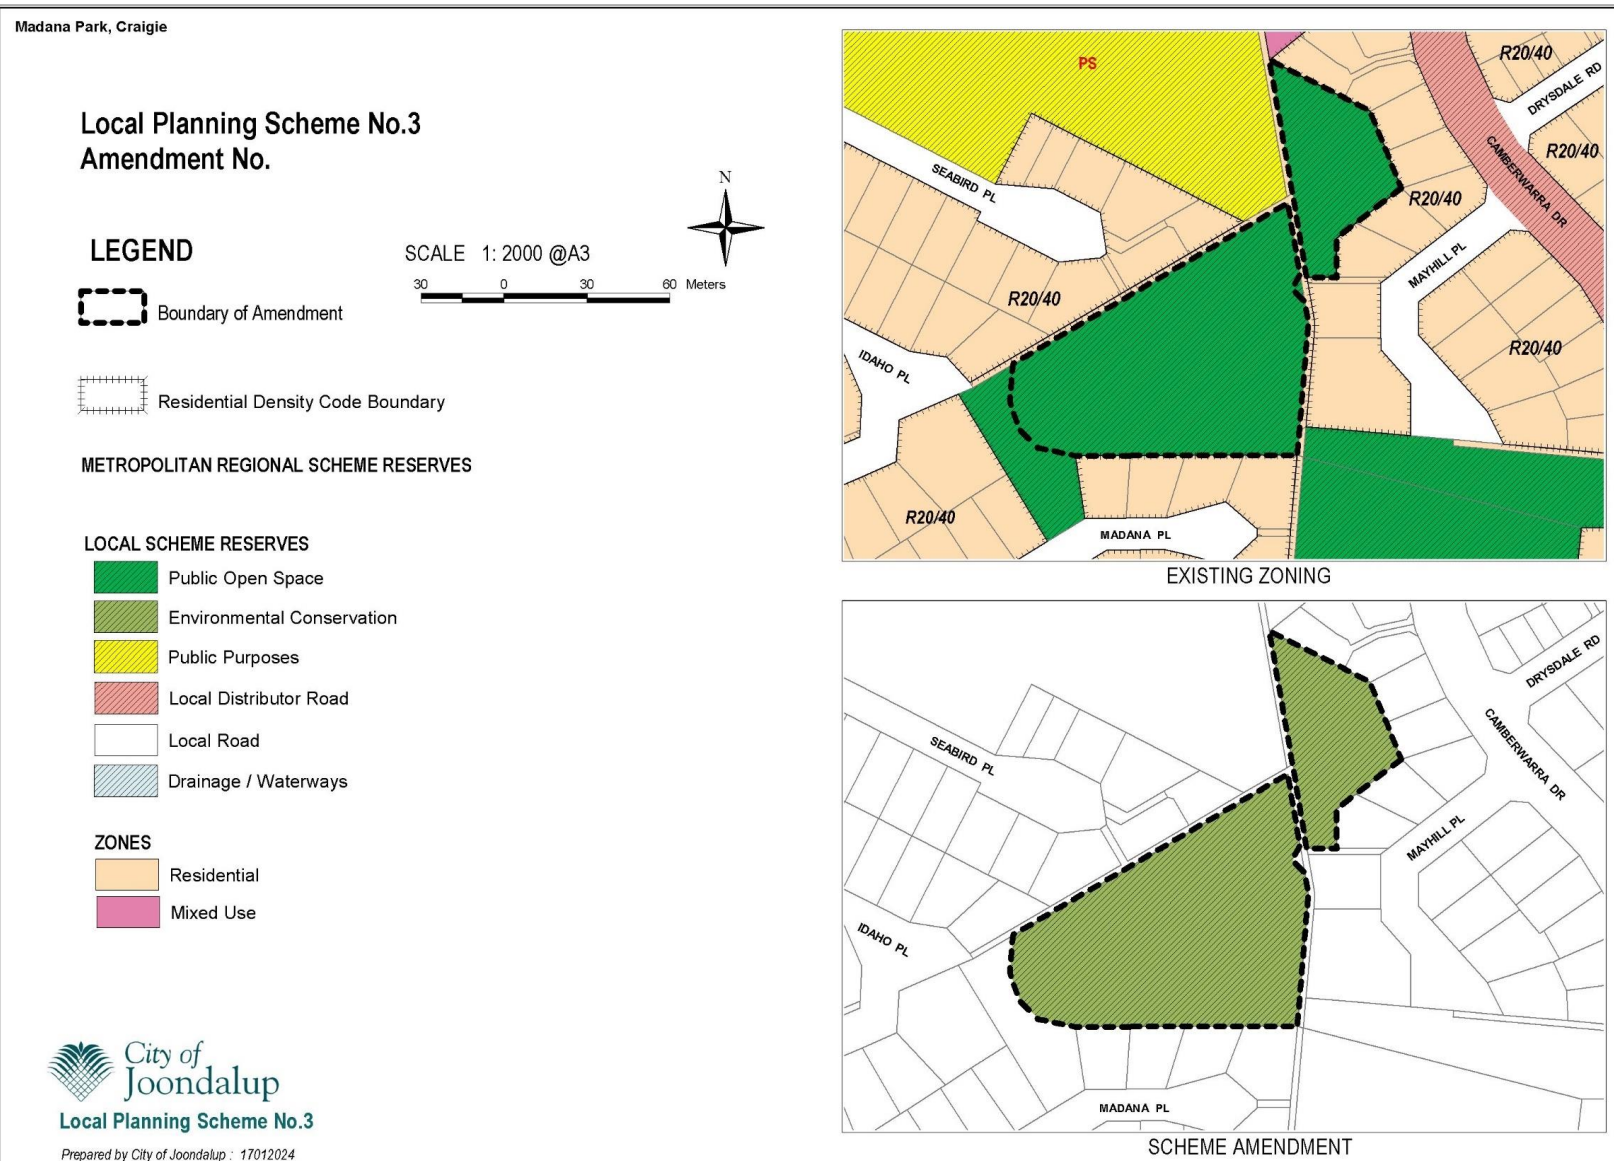 Madana Park, Craigie
Local Planning Scheme No.3
Amendment No.
N
LEGEND
SCALE 1: 2000 @A3
30 0 30 60 Meters
Boundary of Amendment
Residential Density Code Boundary
METROPOLITAN REGIONAL SCHEME RESERVES
LOCAL SCHEME RESERVES
Public Open Space
Environmental Conservation
Public Purposes
Local Distributor Road
Local Road
Drainage / Waterways
ZONES
Residential
Mixed Use
City of
Joondalup
Local Planning Scheme No.3
Prepared by City of Joondalup : 17012024
PS
R20/40
DRYSDALE RD
R20/40
CAMBERWARRA DR
SEABIRD PL
R20/40
MAYHILL PL
R20/40
R20/40
IDAHO PL
R20/40
MADANA PL
EXISTING ZONING
DRYSDALE RD
CAMBERWARRA DR
SEABIRD PL
MAYHILL PL
IDAHO PL
MADANA PL
SCHEME AMENDMENT